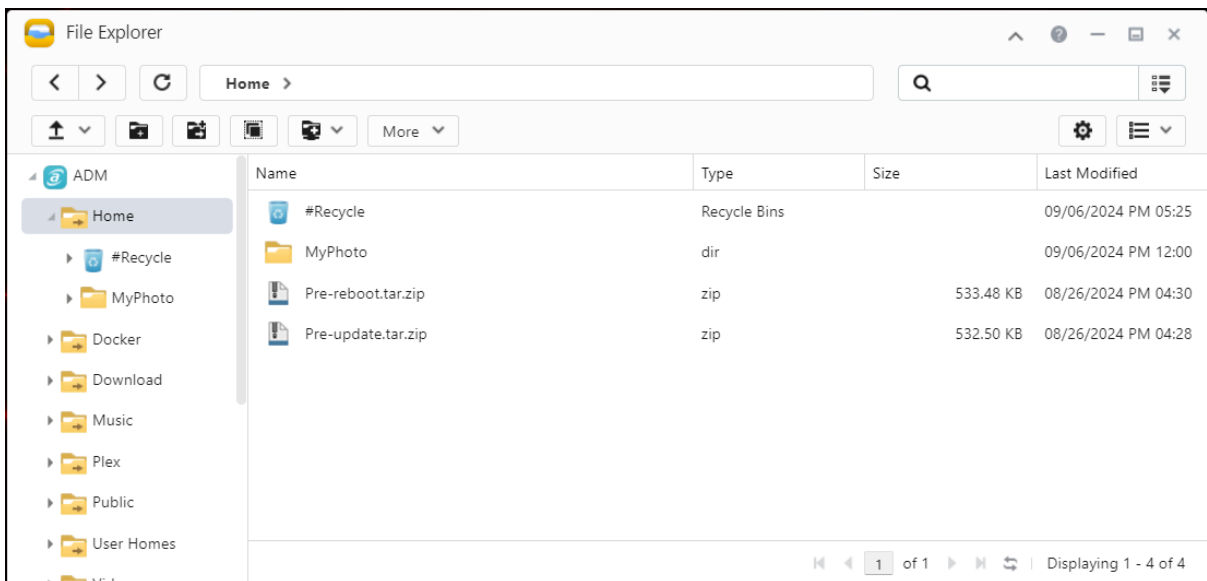 File Explorer
Home >
More
ADM
Home
#Recycle
MyPhoto
Docker
Download
Music
Plex
Public
User Homes
Name Type Size Last Modified
#Recycle Recycle Bins 09/06/2024 PM 05:25
MyPhoto dir 09/06/2024 PM 12:00
Pre-reboot.tar.zip zip 533.48 KB 08/26/2024 PM 04:30
Pre-update.tar.zip zip 532.50 KB 08/26/2024 PM 04:28
1 of 1 Displaying 1 - 4 of 4